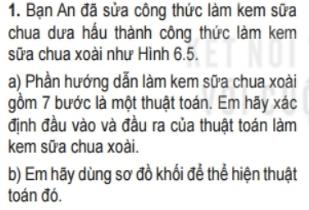 1. Bạn An đã sửa công thức làm kem sữa
chua dưa hấu thành công thức làm kem
sữa chua xoài như Hình 6.5.
a) Phần hướng dẫn làm kem sữa chua xoài
gồm 7 bước là một thuật toán. Em hãy xác
định đầu vào và đầu ra của thuật toán làm
kem sữa chua xoài.
b) Em hãy dùng sơ đồ khối để thể hiện thuật
toán đó.